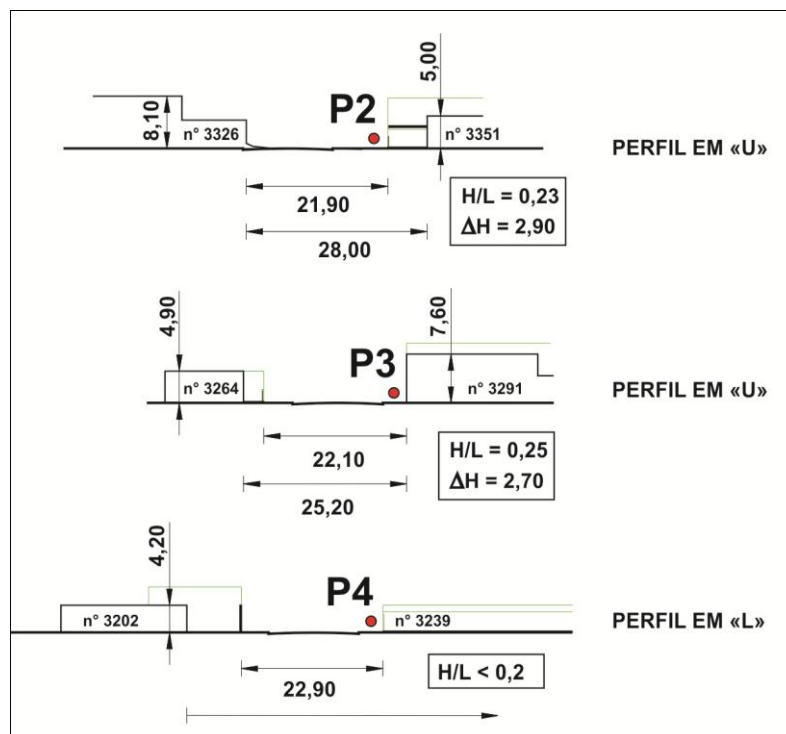 5,00
P2
8,10
n° 3326
n° 3351
PERFIL EM «U»
21,90
H/L = 0,23
ΔH = 2,90
28,00
4,90
7,60
P3
n° 3264
n° 3291
PERFIL EM «U»
22,10
H/L = 0,25
ΔH = 2,70
25,20
4,20
P4
n° 3202
n° 3239
PERFIL EM «L»
22,90
H/L < 0,2